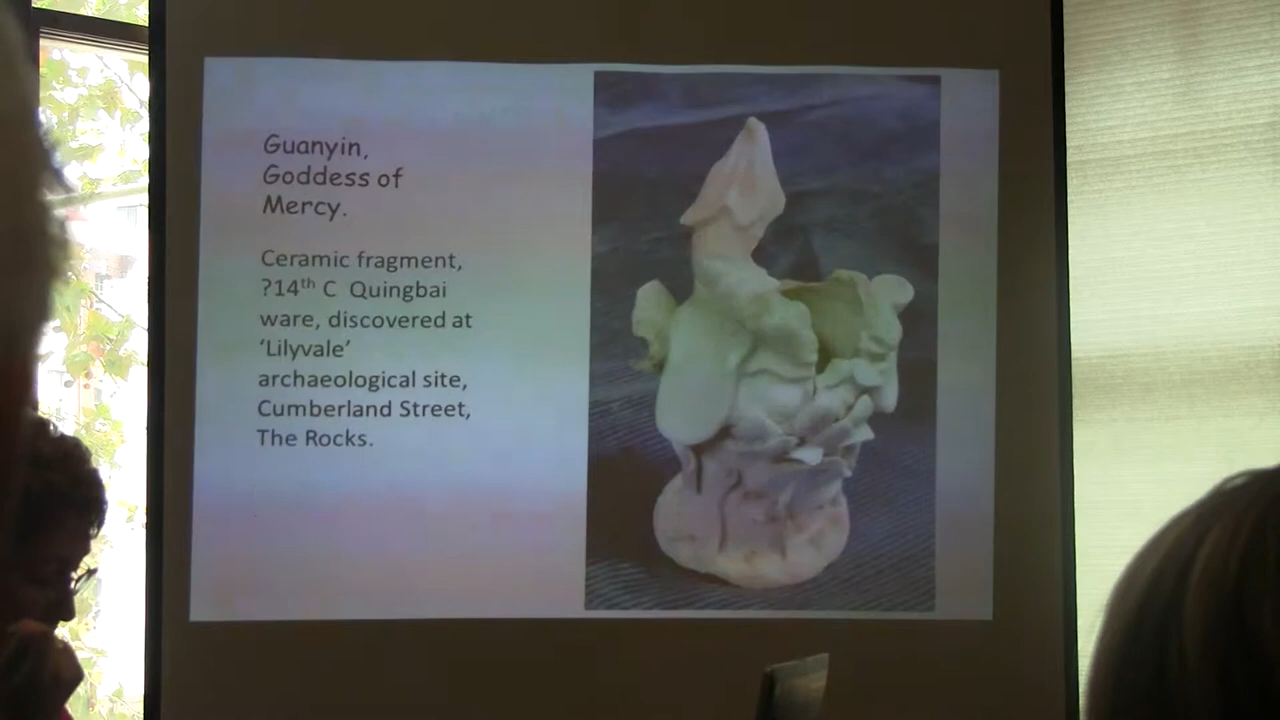 Guanyin,
Goddess of
Mercy.
Ceramic fragment,
?14th C Quingbai
ware, discovered at
‘Lilyvale’
archaeological site,
Cumberland Street,
The Rocks.